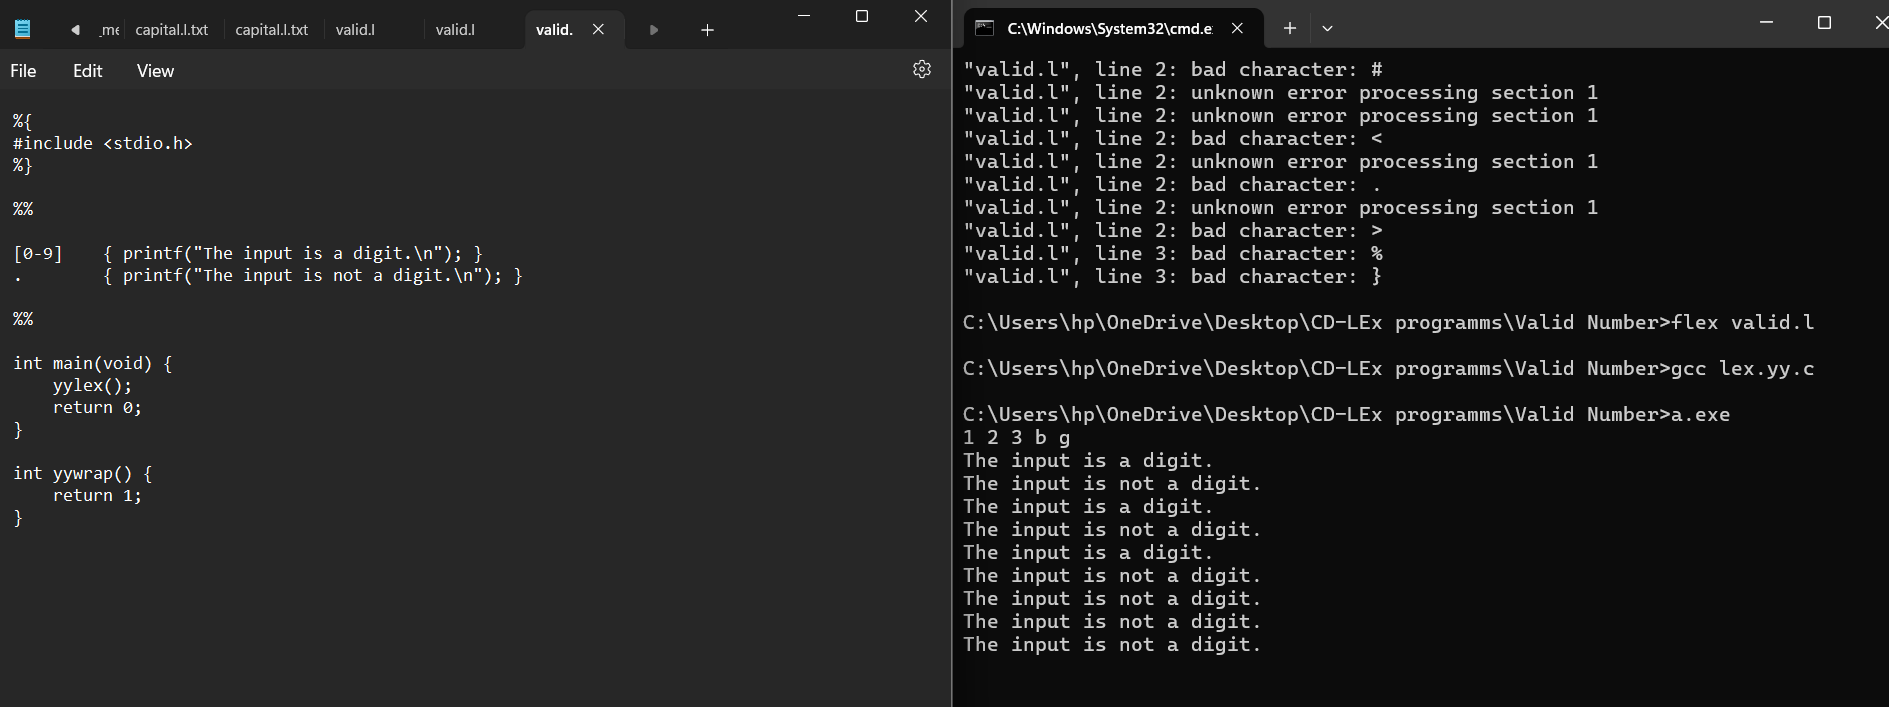 _me capital.l.txt capital.l.txt valid.l valid.l valid.
File Edit View
%{
#include <stdio.h>
%}
%%
[0-9]    { printf("The input is a digit.\n"); }
.        { printf("The input is not a digit.\n"); }
%%
int main(void) {
    yylex();
    return 0;
}
int yywrap() {
    return 1;
}
C:\Windows\System32\cmd.e
"valid.l", line 2: bad character: #
"valid.l", line 2: unknown error processing section 1
"valid.l", line 2: unknown error processing section 1
"valid.l", line 2: bad character: <
"valid.l", line 2: unknown error processing section 1
"valid.l", line 2: bad character: .
"valid.l", line 2: unknown error processing section 1
"valid.l", line 2: bad character: >
"valid.l", line 3: bad character: %
"valid.l", line 3: bad character: }
C:\Users\hp\OneDrive\Desktop\CD-LEx programms\Valid Number>flex valid.l
C:\Users\hp\OneDrive\Desktop\CD-LEx programms\Valid Number>gcc lex.yy.c
C:\Users\hp\OneDrive\Desktop\CD-LEx programms\Valid Number>a.exe
1 2 3 b g
The input is a digit.
The input is not a digit.
The input is a digit.
The input is not a digit.
The input is a digit.
The input is not a digit.
The input is not a digit.
The input is not a digit.
The input is not a digit.